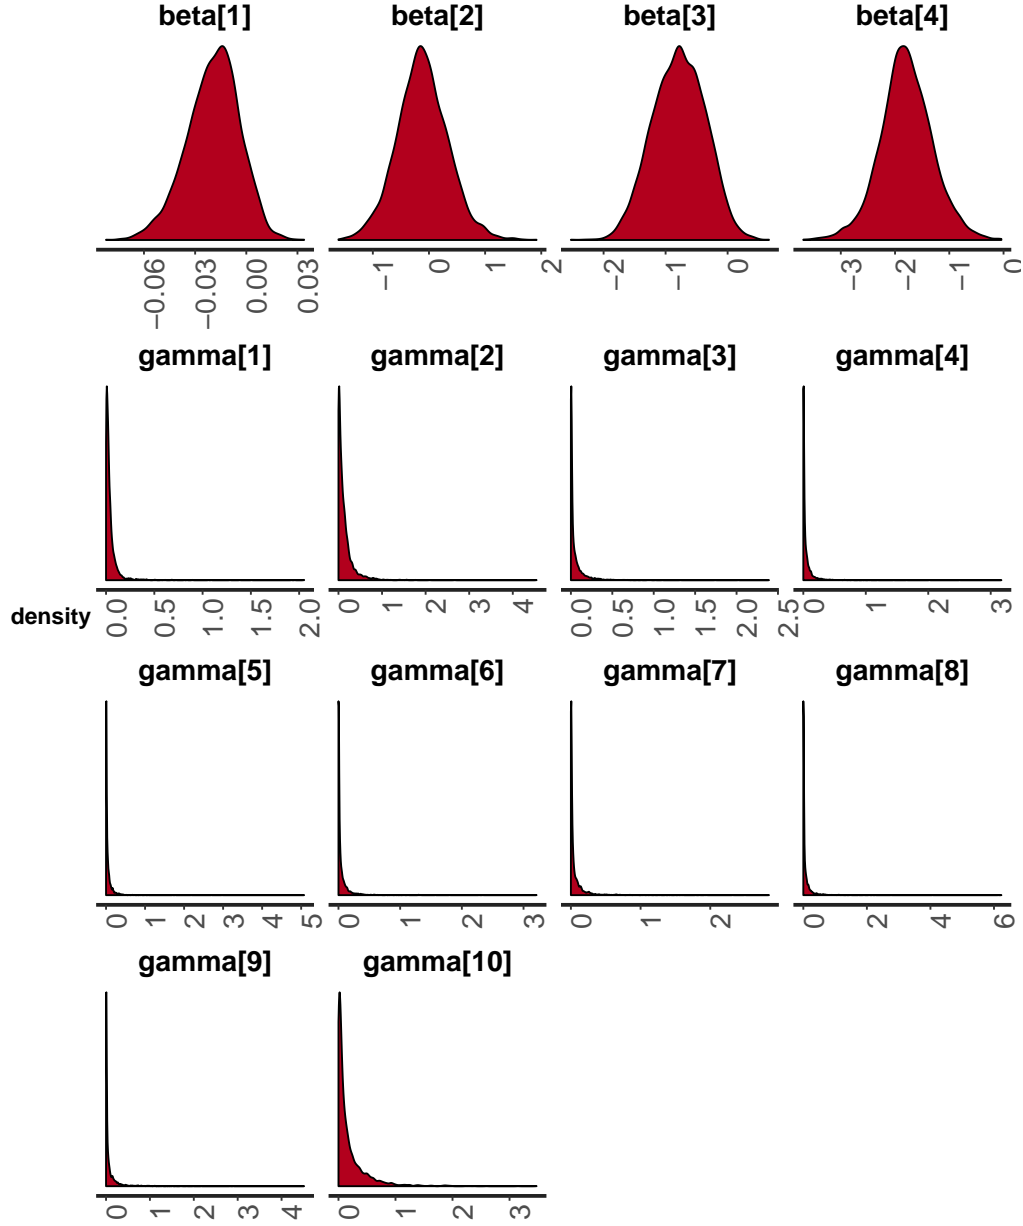 beta[1] beta[2] beta[3] beta[4]
−0.06 −0.03 0.00 0.03 −1 0 1 2 −2 −1 0 −3 −2 −1 0
gamma[1] gamma[2] gamma[3] gamma[4]
0.0 0.5 1.0 1.5 2.0 0 1 2 3 4 0.0 0.5 1.0 1.5 2.0 2.5 0 1 2 3
density
gamma[5] gamma[6] gamma[7] gamma[8]
0 1 2 3 4 5 0 1 2 3 0 1 2 0 2 4 6
gamma[9] gamma[10]
0 1 2 3 4 0 1 2 3